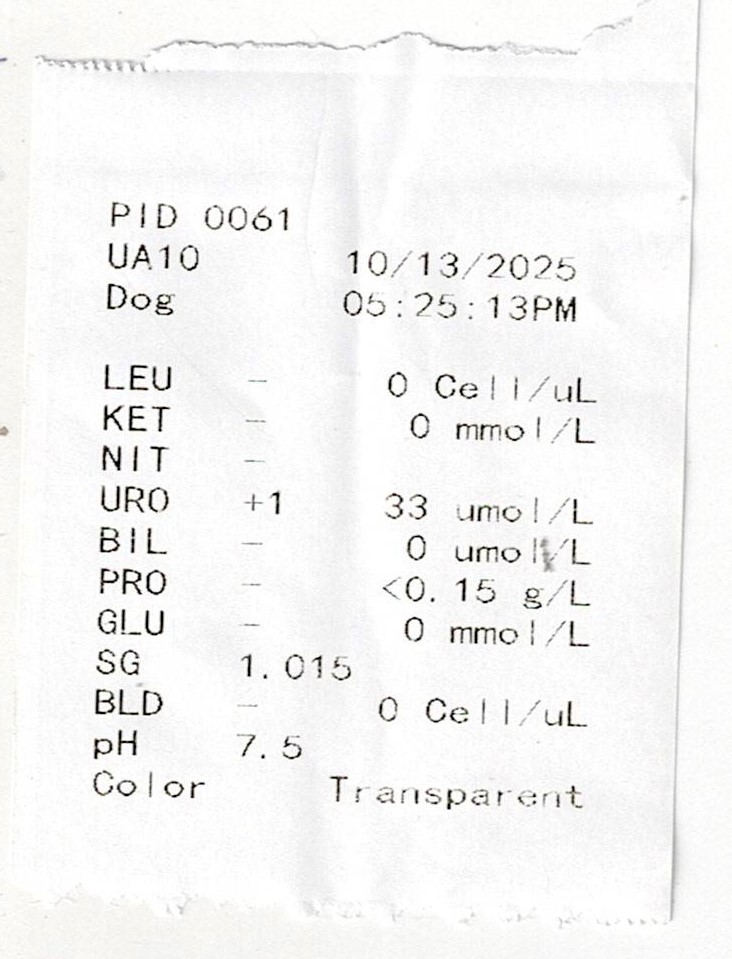 PID 0061
UA10 10/13/2025
Dog 05:25:13PM
LEU - 0 Cell/uL
KET - 0 mmol/L
NIT -
URO +1 33 umol/L
BIL - 0 umol/L
PRO - <0.15 g/L
GLU - 0 mmol/L
SG 1.015
BLD - 0 Cell/uL
pH 7.5
Color Transparent